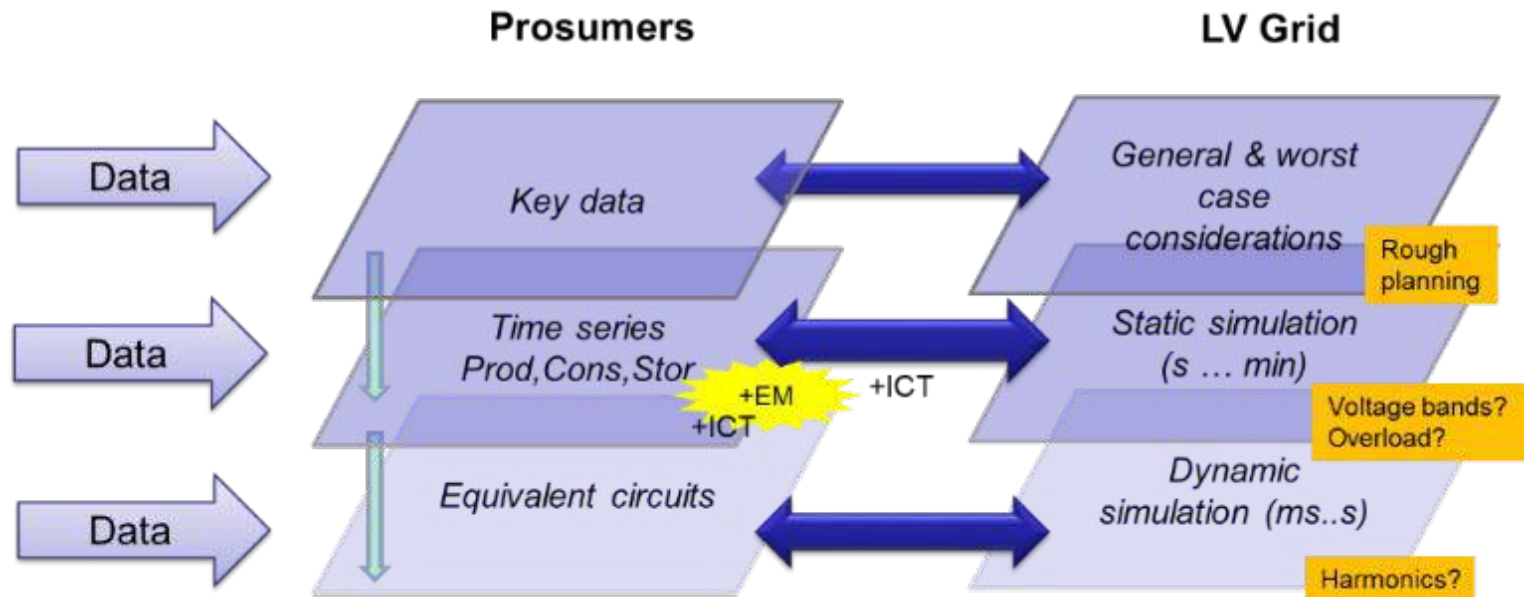 Prosumers
LV Grid
Data
Key data
General & worst
case
considerations
Rough
planning
Data
Time series
Prod,Cons,Stor
+EM
+ICT
+ICT
Static simulation
(s ... min)
Voltage bands?
Overload?
Data
Equivalent circuits
Dynamic
simulation (ms..s)
Harmonics?